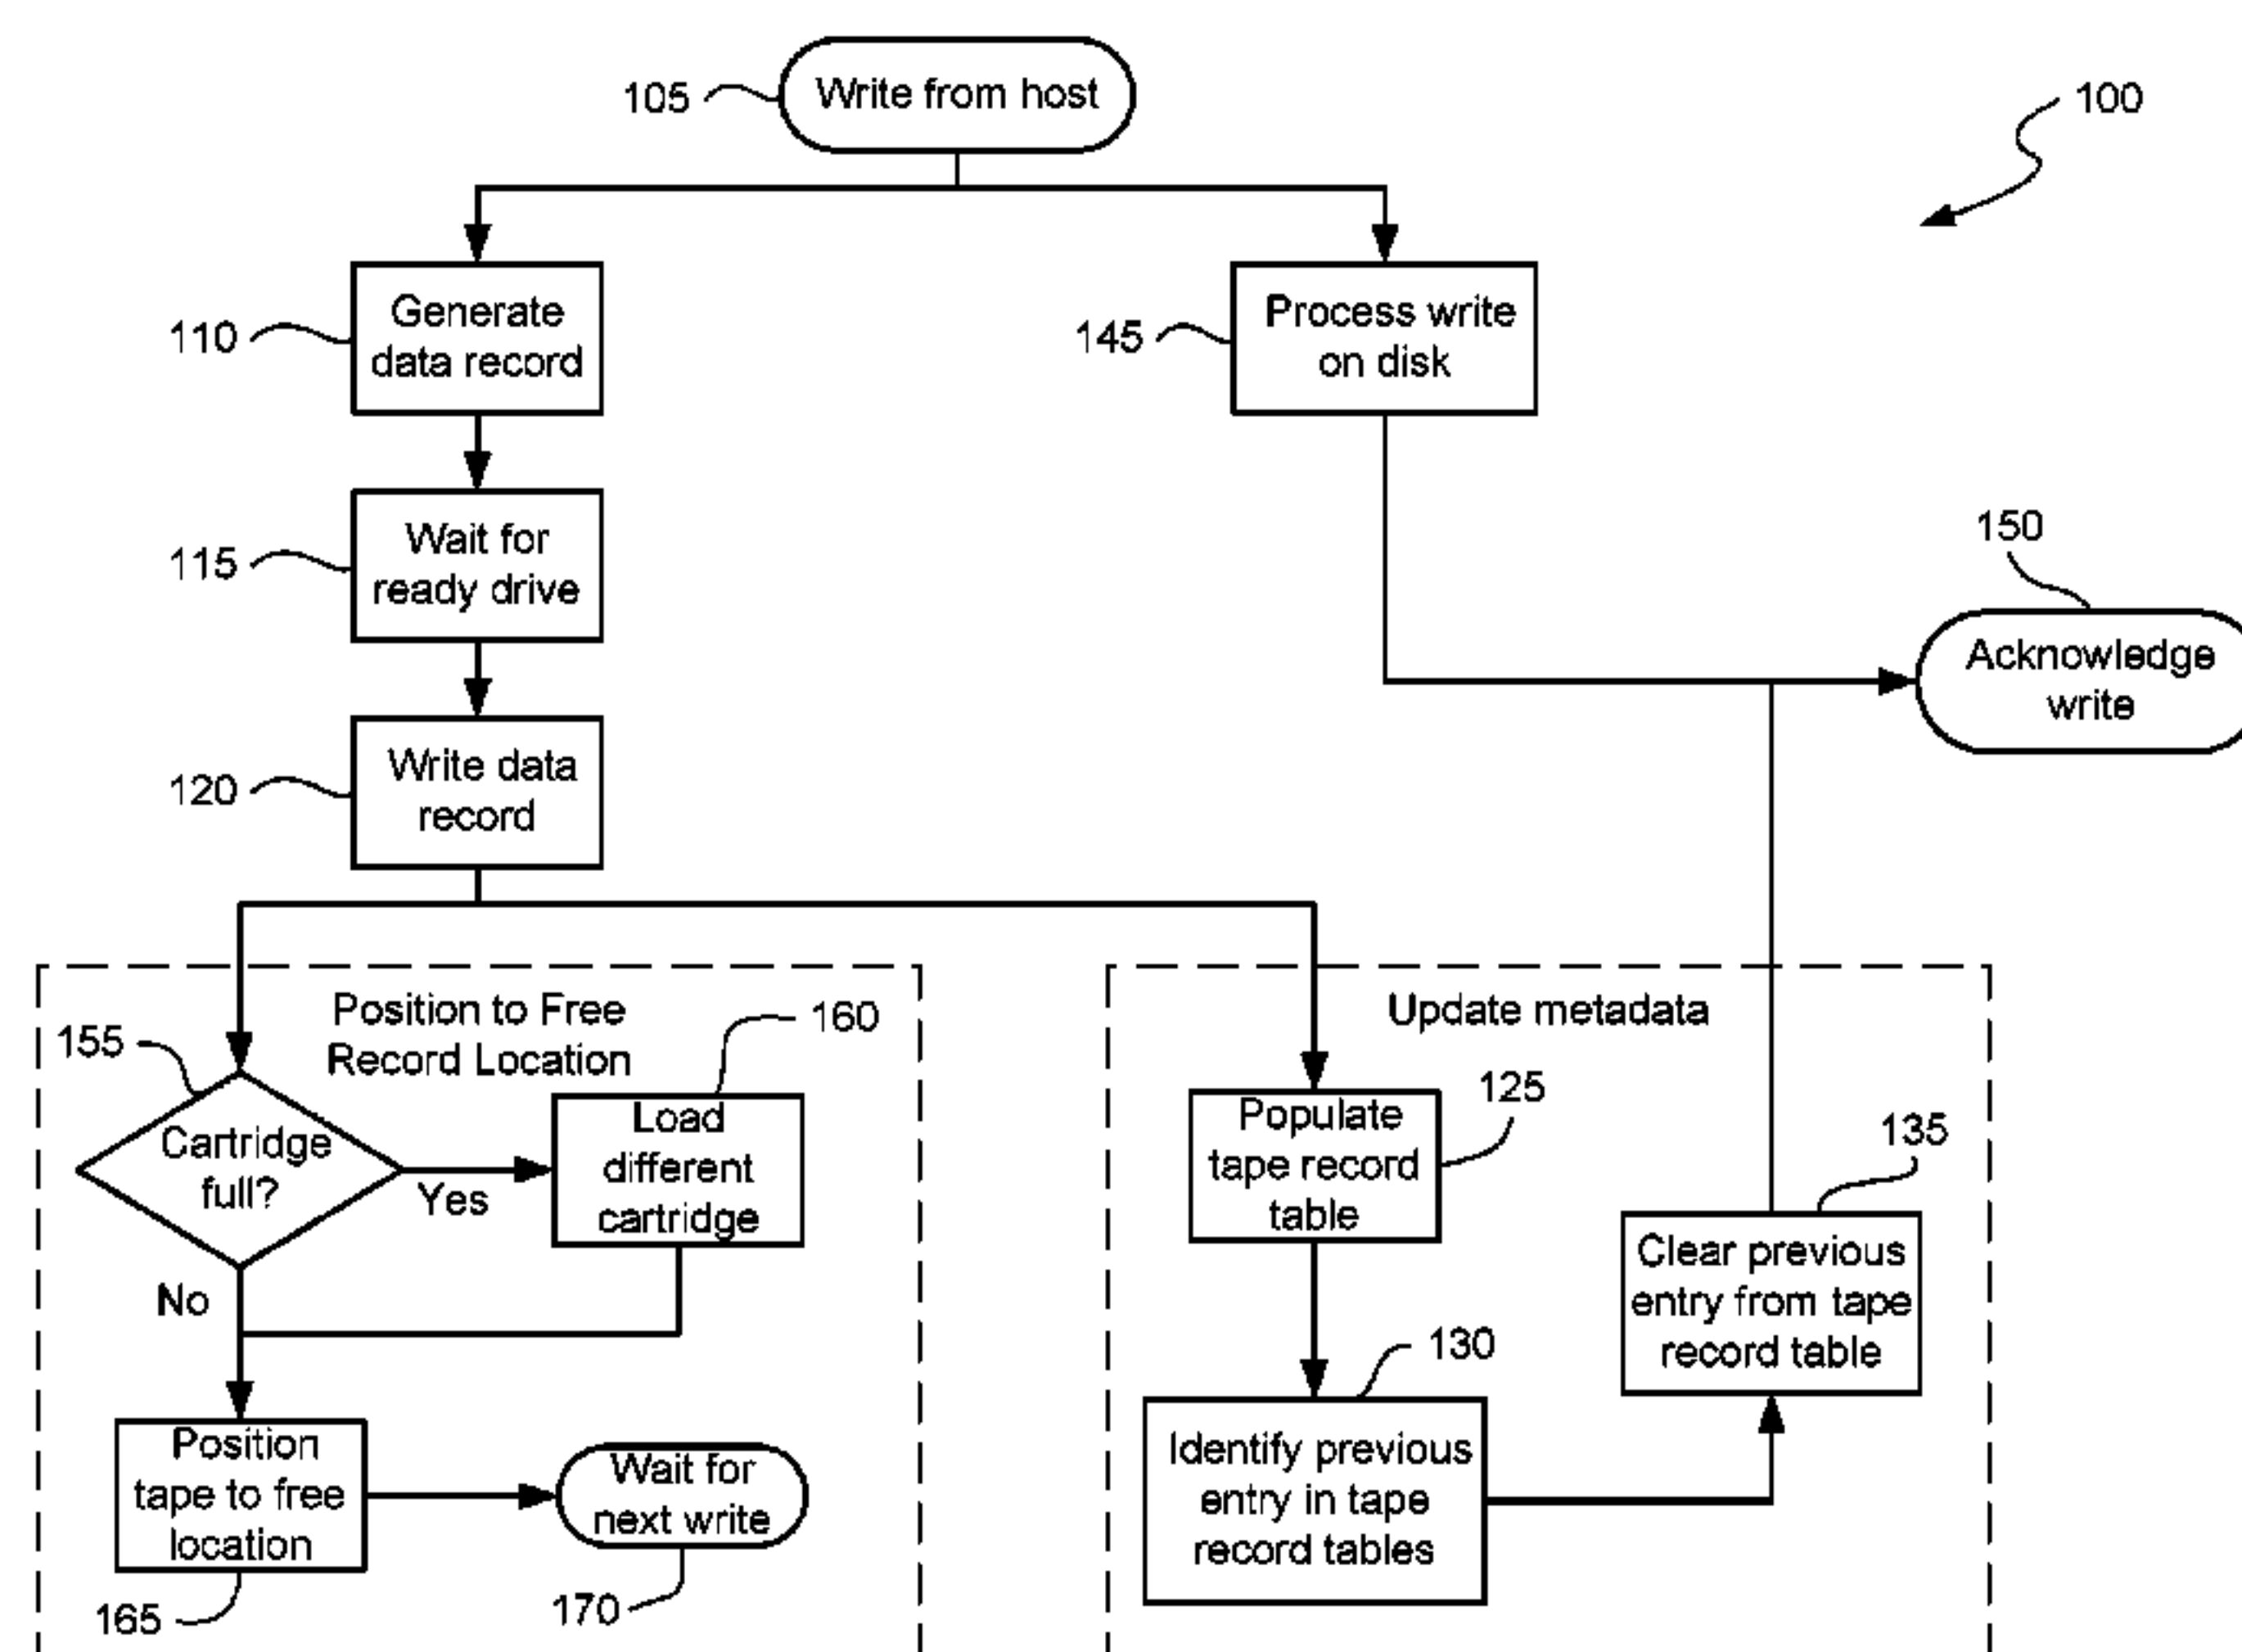 105
Write from host
100
110
Generate
data record
145
Process write
on disk
115
Wait for
ready drive
150
Acknowledge
write
120
Write data
record
Position to Free
Record Location
155
160
Cartridge
full?
Yes
No
Load
different
cartridge
Position
tape to free
location
165
Wait for
next write
170
Update metadata
Populate
tape record
table
125
130
Identify previous
entry in tape
record tables
135
Clear previous
entry from tape
record table